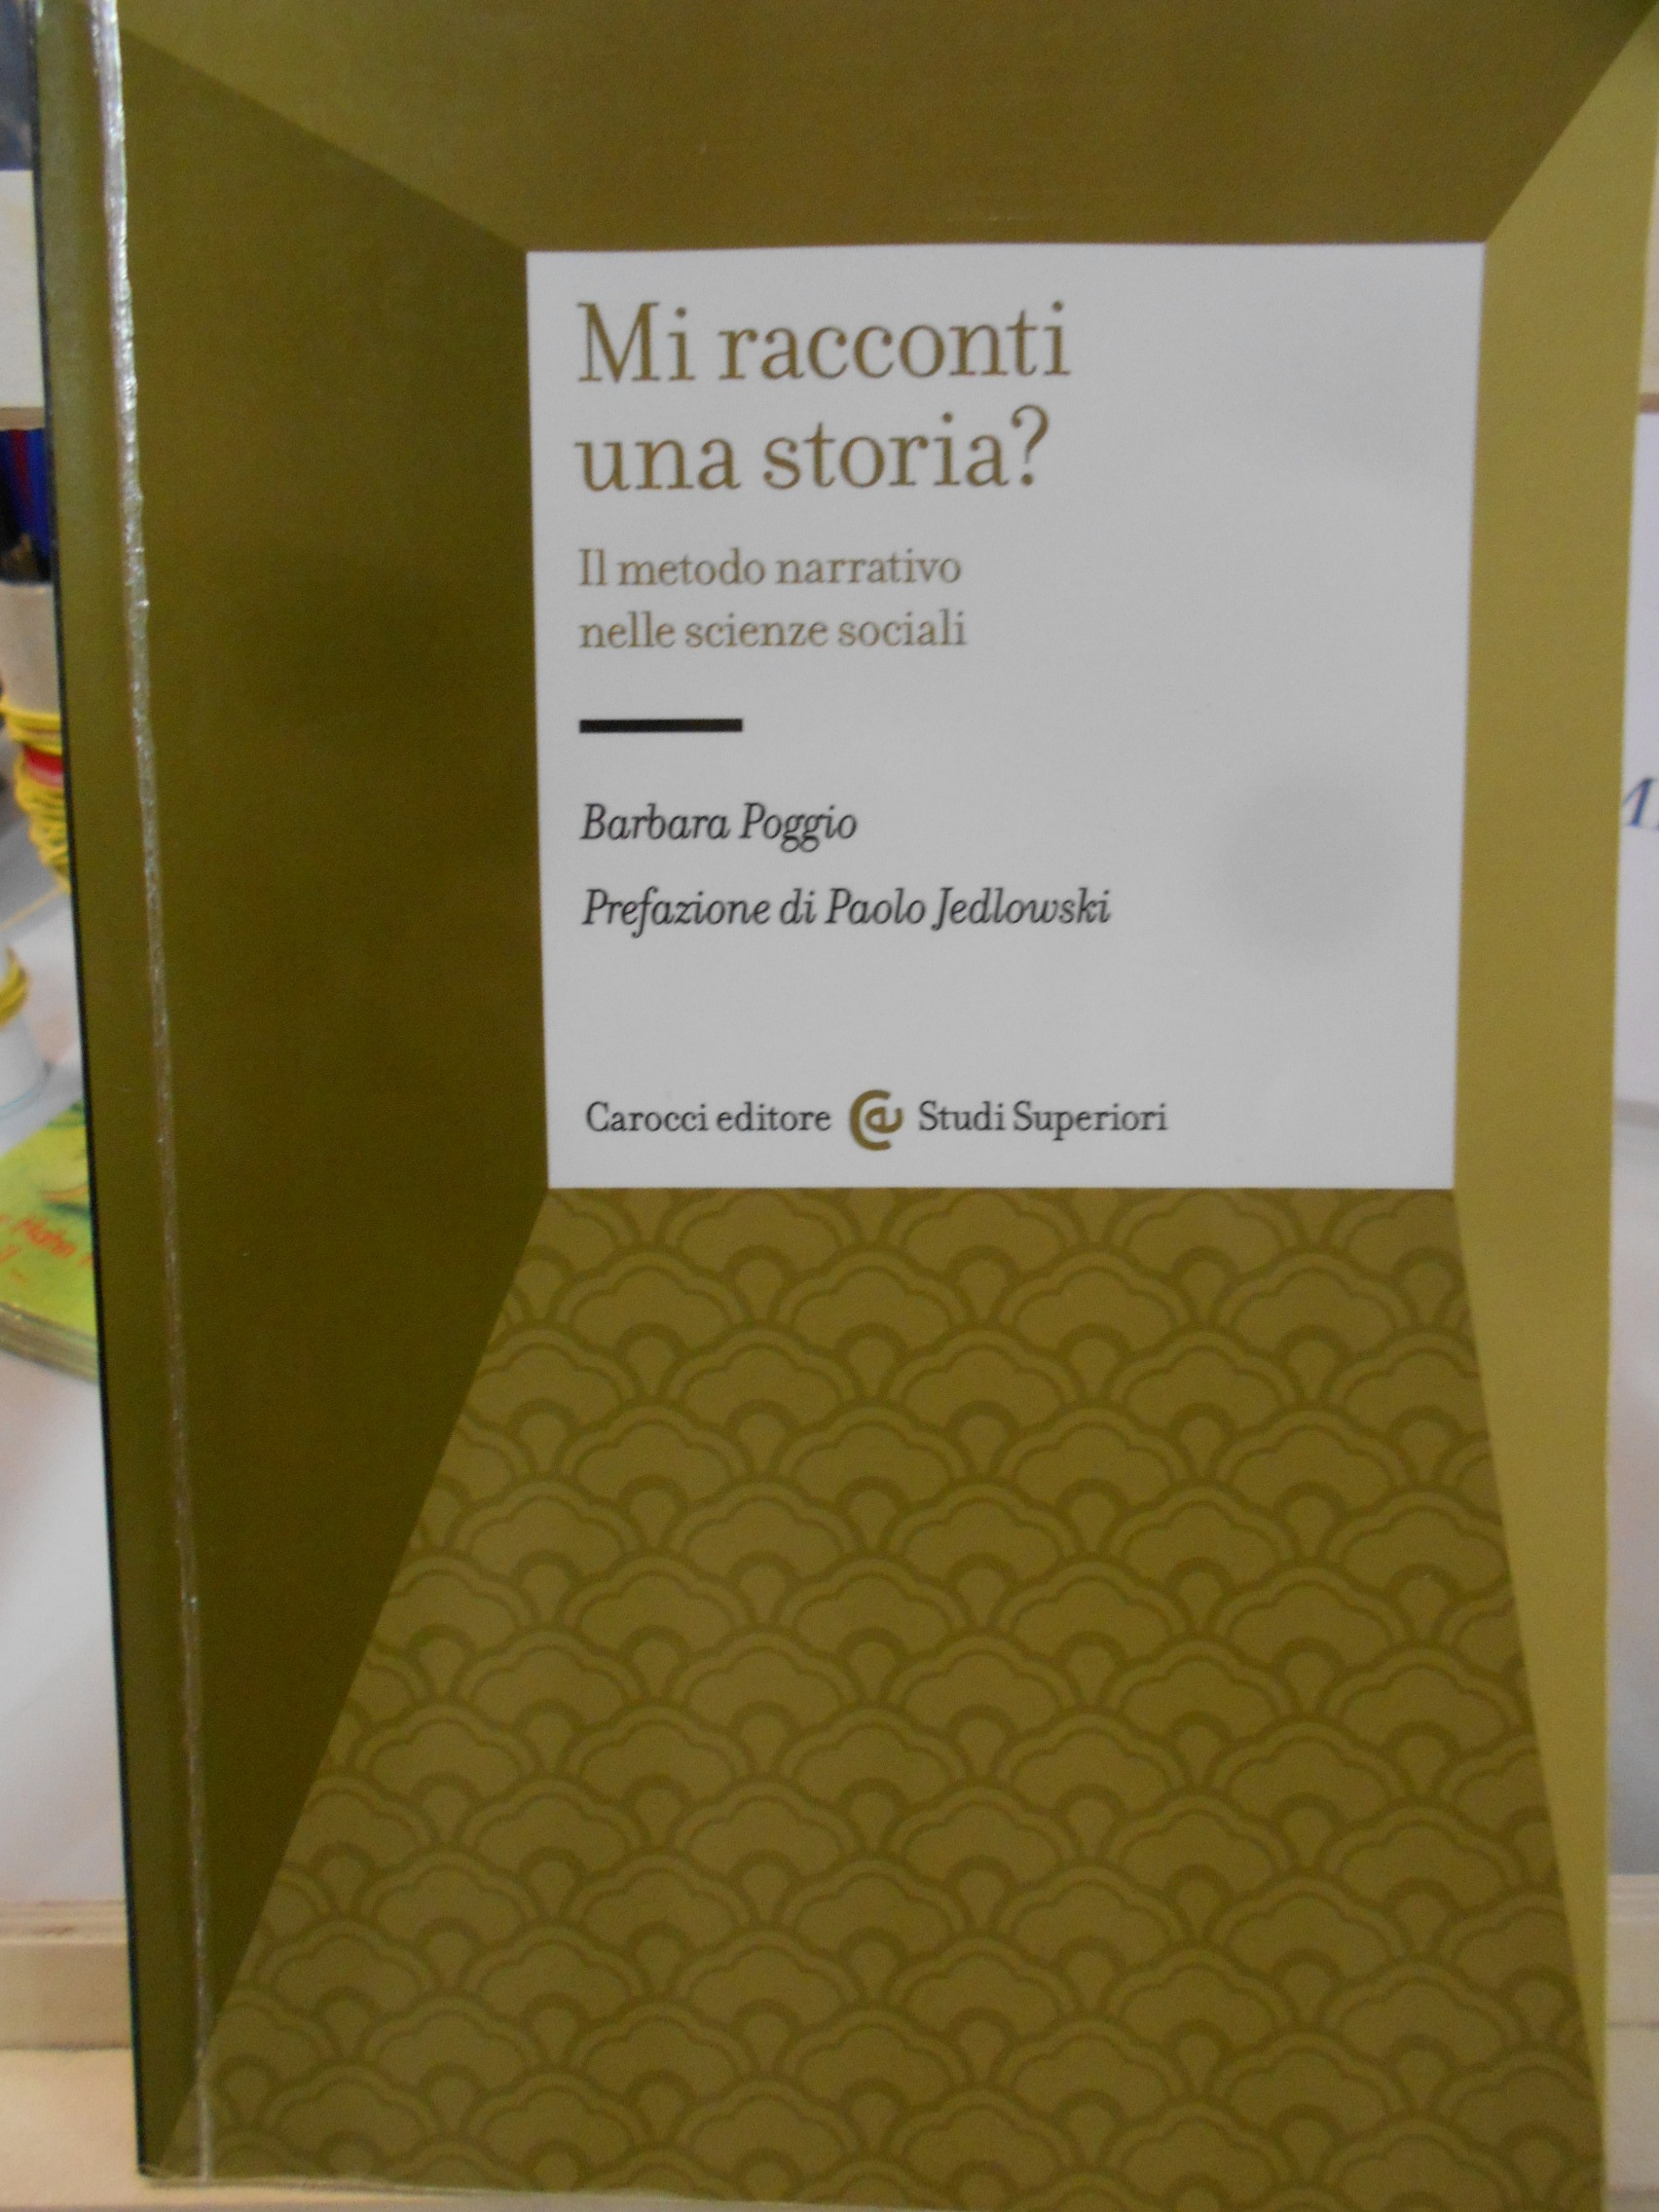 Mi racconti
una storia?
Il metodo narrativo
nelle scienze sociali
Barbara Poggio
Prefazione di Paolo Jedlowski
Carocci editore @ Studi Superiori